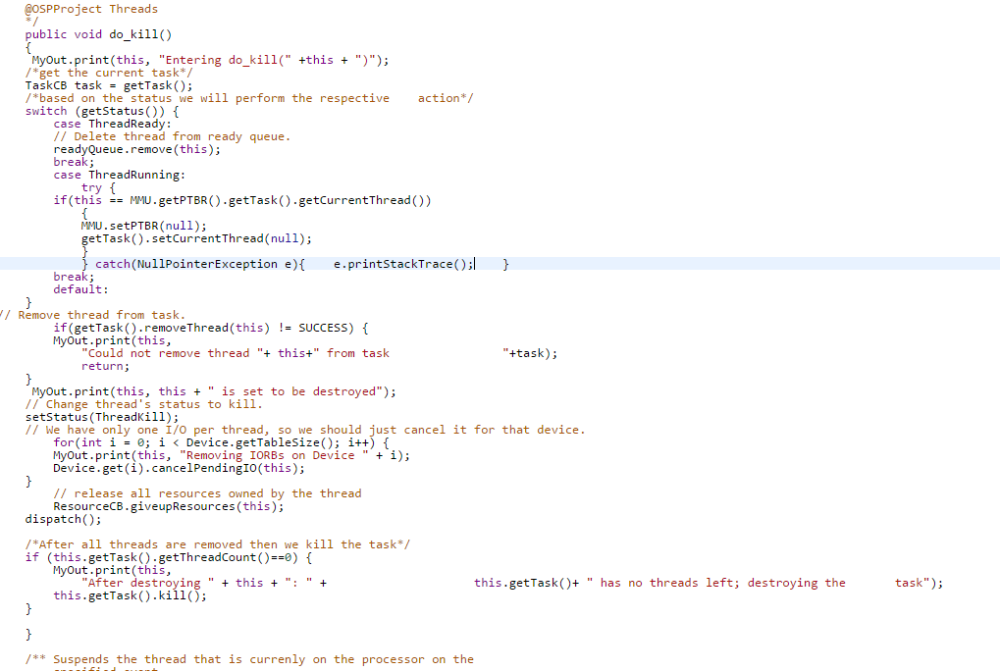 @OSPProject Threads
*/
public void do_kill()
{
MyOut.print(this, "Entering do_kill(" +this + ")");
/*get the current task*/
TaskCB task = getTask();
/*based on the status we will perform the respective    action*/
switch (getStatus()) {
case ThreadReady:
// Delete thread from ready queue.
readyQueue.remove(this);
break;
case ThreadRunning:
try {
if(this == MMU.getPTBR().getTask().getCurrentThread())
{
MMU.setPTBR(null);
getTask().setCurrentThread(null);
}
} catch(NullPointerException e){    e.printStackTrace();    }
break;
default:
}
// Remove thread from task.
if(getTask().removeThread(this) != SUCCESS) {
MyOut.print(this,
"Could not remove thread "+ this+" from task                "+task);
return;
}
MyOut.print(this, this + " is set to be destroyed");
// Change thread's status to kill.
setStatus(ThreadKill);
// We have only one I/O per thread, so we should just cancel it for that device.
for(int i = 0; i < Device.getTableSize(); i++) {
MyOut.print(this, "Removing IORBs on Device " + i);
Device.get(i).cancelPendingIO(this);
}
// release all resources owned by the thread
ResourceCB.giveupResources(this);
dispatch();
/*After all threads are removed then we kill the task*/
if (this.getTask().getThreadCount()==0) {
MyOut.print(this,
"After destroying " + this + ": " +                     this.getTask()+ " has no threads left; destroying the       task");
this.getTask().kill();
}
}
/** Suspends the thread that is currenly on the processor on the
specified event